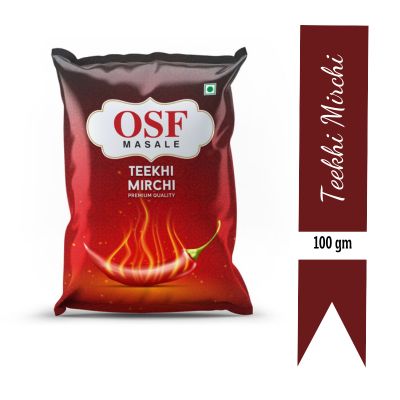 OSF
MASALE
TEEKHI
MIRCHI
PREMIUM QUALITY
Teekhi Mirchi
100 gm